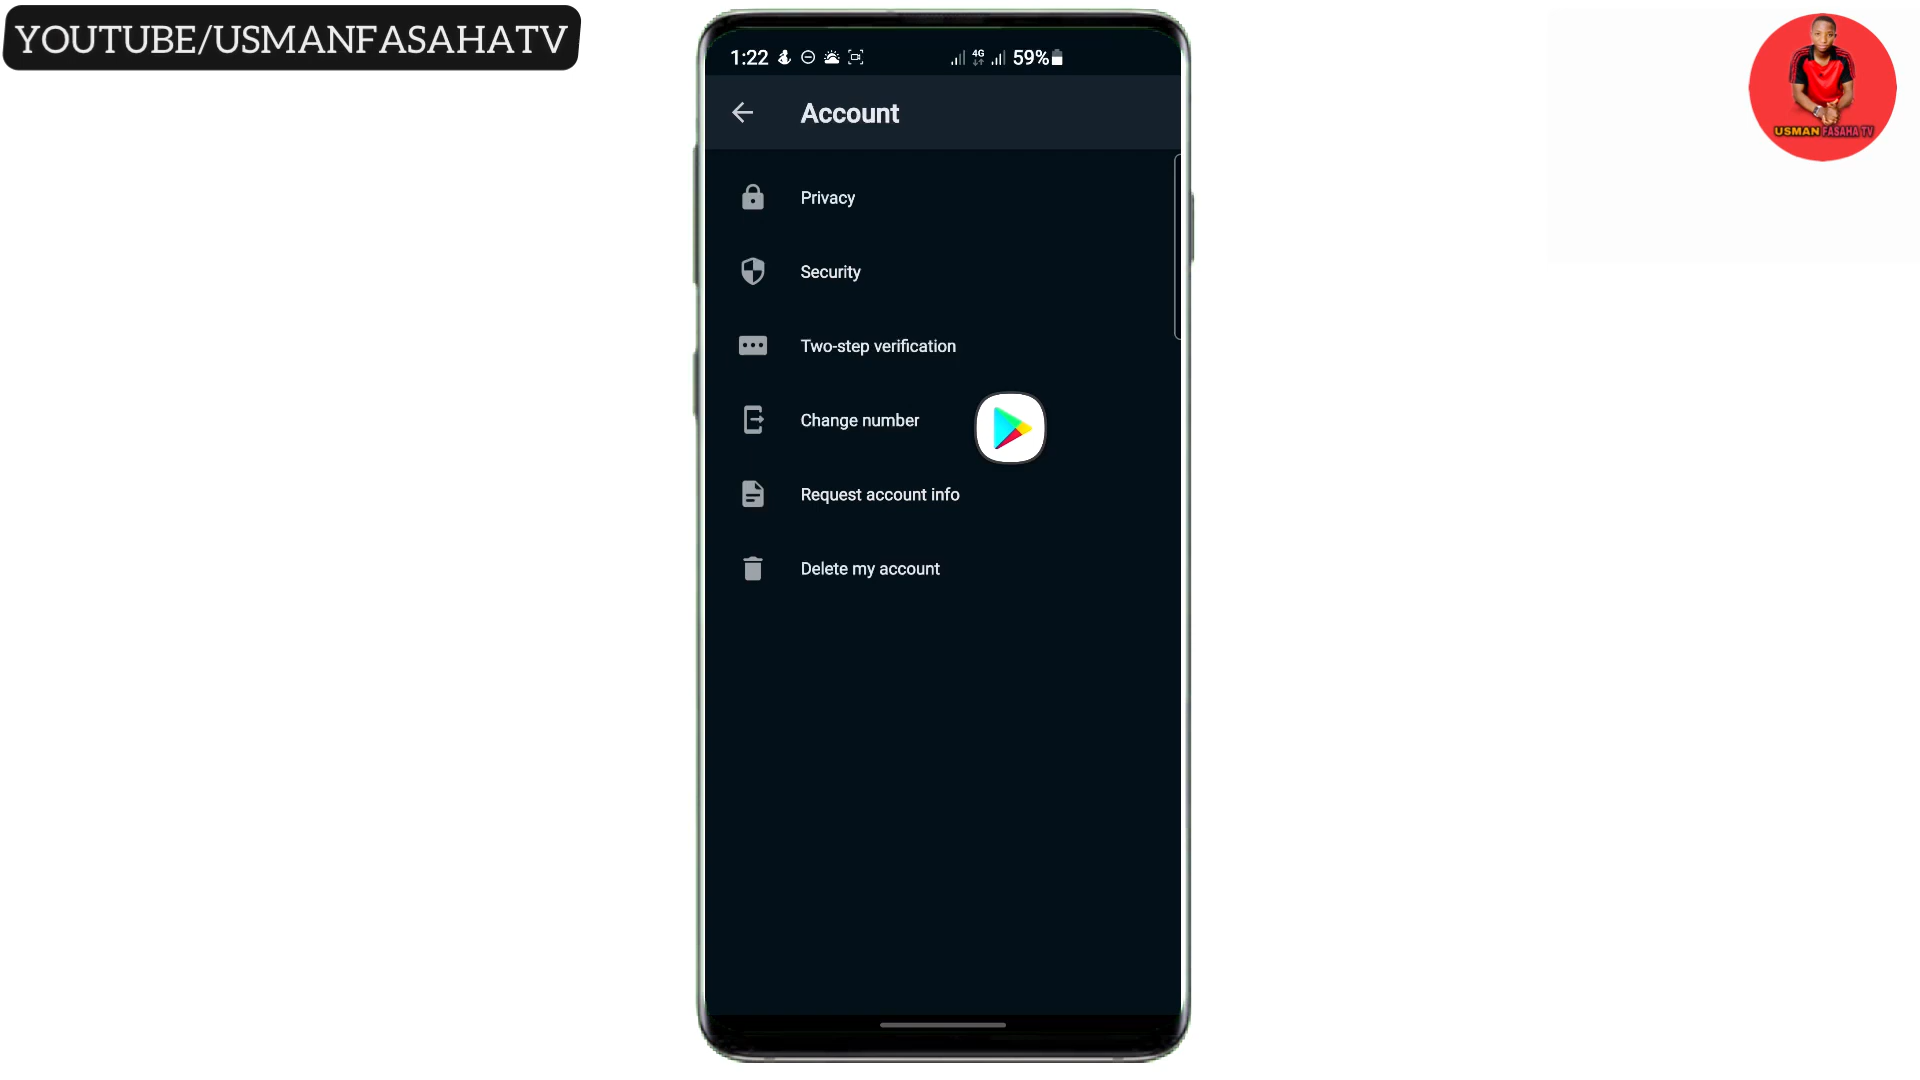 YOUTUBE/USMANFASAHATV
1:22
4G
59%
USMAN FASAHA TV
Account
Privacy
Security
Two-step verification
Change number
Request account info
Delete my account